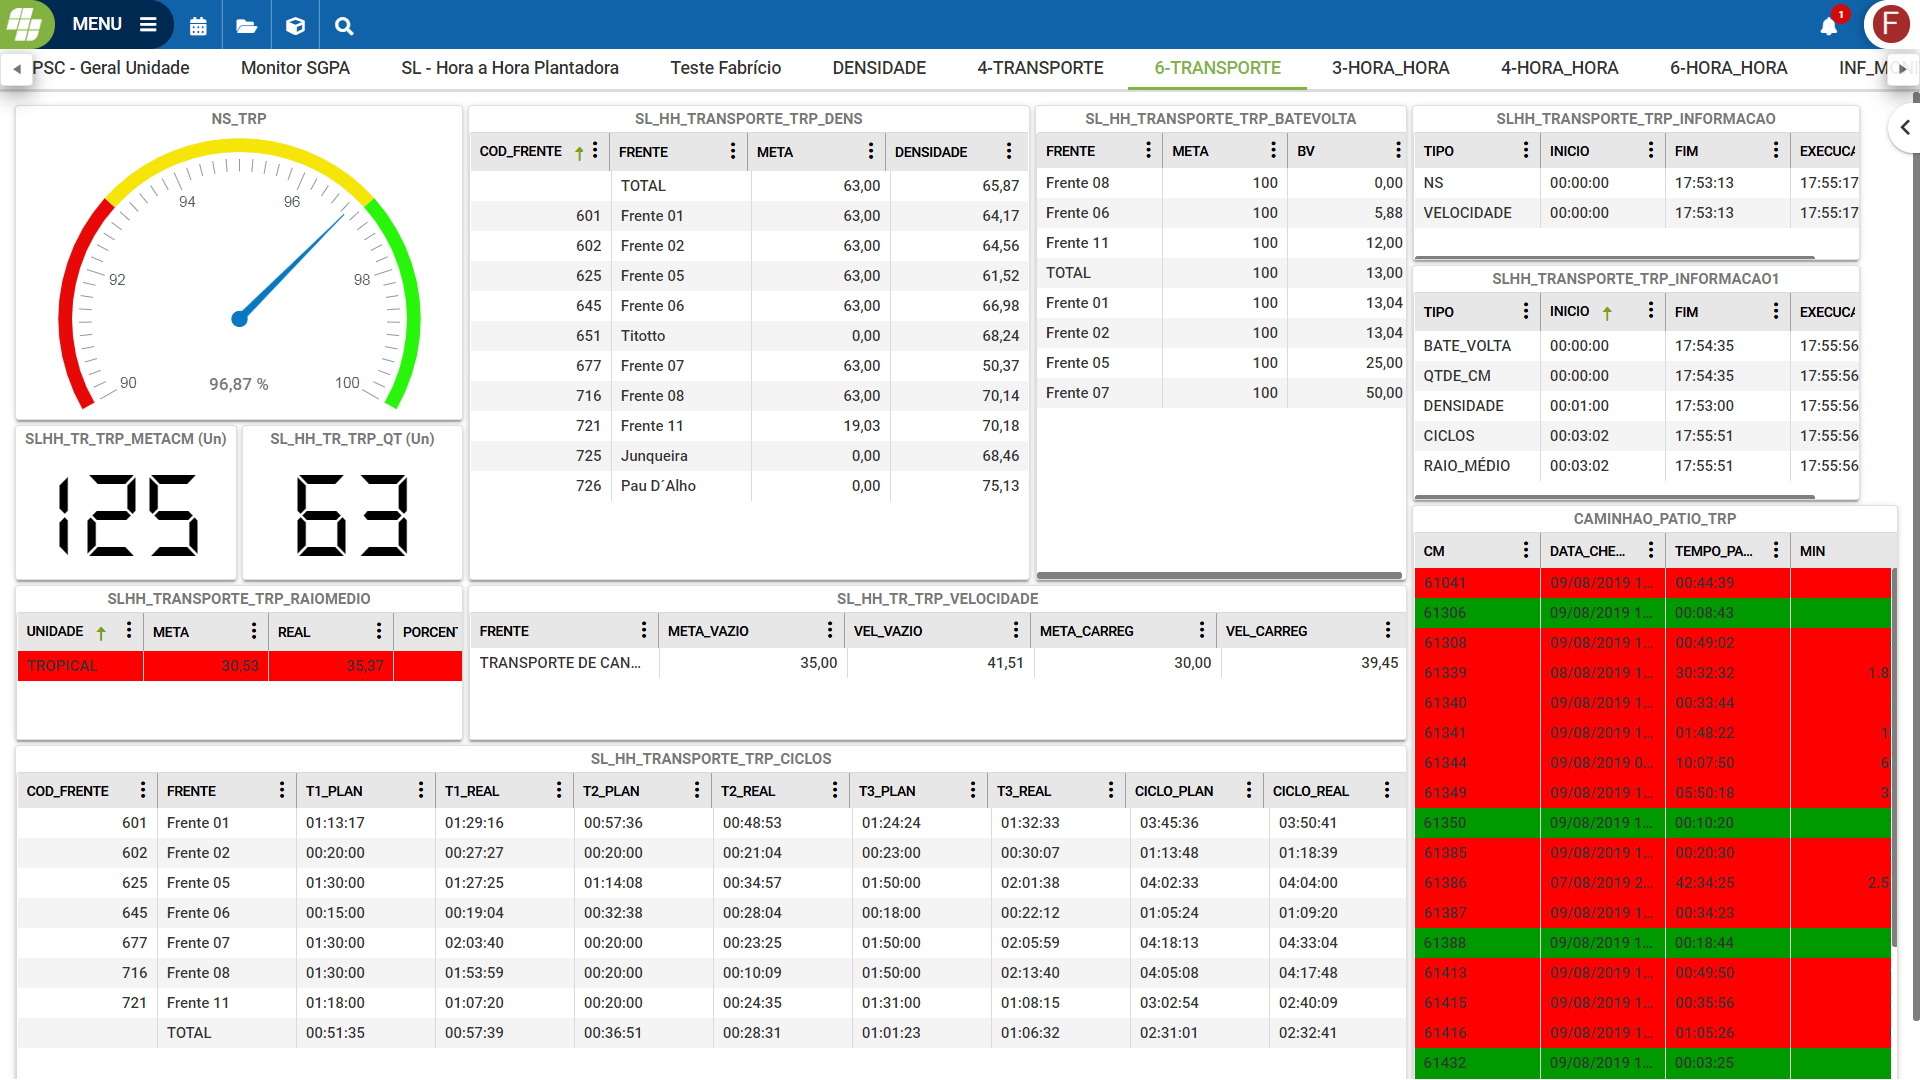 MENU
1
F
PSC - Geral Unidade
Monitor SGPA
SL - Hora a Hora Plantadora
Teste Fabrício
DENSIDADE
4-TRANSPORTE
6-TRANSPORTE
3-HORA_HORA
4-HORA_HORA
6-HORA_HORA
NS_TRP
94 96
92 98
90 96,87 % 100
SLHH_TR_TRP_METACM (Un)
125
SL_HH_TR_TRP_QT (Un)
63
SL_HH_TRANSPORTE_TRP_DENS
COD_FRENTE FRENTE META DENSIDADE
TOTAL 63,00 65,87
601 Frente 01 63,00 64,17
602 Frente 02 63,00 64,56
625 Frente 05 63,00 61,52
645 Frente 06 63,00 66,98
651 Titotto 0,00 68,24
677 Frente 07 63,00 50,37
716 Frente 08 63,00 70,14
721 Frente 11 19,03 70,18
725 Junqueira 0,00 68,46
726 Pau D´Alho 0,00 75,13
SL_HH_TRANSPORTE_TRP_BATEVOLTA
FRENTE META BV
Frente 08 100 0,00
Frente 06 100 5,88
Frente 11 100 12,00
TOTAL 100 13,00
Frente 01 100 13,04
Frente 02 100 13,04
Frente 05 100 25,00
Frente 07 100 50,00
SLHH_TRANSPORTE_TRP_INFORMACAO
TIPO INICIO FIM EXECUCA
NS 00:00:00 17:53:13 17:55:17
VELOCIDADE 00:00:00 17:53:13 17:55:17
SLHH_TRANSPORTE_TRP_INFORMACAO1
TIPO INICIO FIM EXECUCA
BATE_VOLTA 00:00:00 17:54:35 17:55:56
QTDE_CM 00:00:00 17:54:35 17:55:56
DENSIDADE 00:01:00 17:53:00 17:55:56
CICLOS 00:03:02 17:55:51 17:55:56
RAIO_MÉDIO 00:03:02 17:55:51 17:55:56
SLHH_TRANSPORTE_TRP_RAIOMEDIO
UNIDADE META REAL PORCENT
TROPICAL 30,53 35,37
SL_HH_TR_TRP_VELOCIDADE
FRENTE META_VAZIO VEL_VAZIO META_CARREG VEL_CARREG
TRANSPORTE DE CAN... 35,00 41,51 30,00 39,45
SL_HH_TRANSPORTE_TRP_CICLOS
COD_FRENTE FRENTE T1_PLAN T1_REAL T2_PLAN T2_REAL T3_PLAN T3_REAL CICLO_PLAN CICLO_REAL
601 Frente 01 01:13:17 01:29:16 00:57:36 00:48:53 01:24:24 01:32:33 03:45:36 03:50:41
602 Frente 02 00:20:00 00:27:27 00:20:00 00:21:04 00:23:00 00:30:07 01:13:48 01:18:39
625 Frente 05 01:30:00 01:27:25 01:14:08 00:34:57 01:50:00 02:01:38 04:02:33 04:04:00
645 Frente 06 00:15:00 00:19:04 00:32:38 00:28:04 00:18:00 00:22:12 01:05:24 01:09:20
677 Frente 07 01:30:00 02:03:40 00:20:00 00:23:25 01:50:00 02:05:59 04:18:13 04:33:04
716 Frente 08 01:30:00 01:53:59 00:20:00 00:10:09 01:50:00 02:13:40 04:05:08 04:17:48
721 Frente 11 01:18:00 01:07:20 00:20:00 00:24:35 01:31:00 01:08:15 03:02:54 02:40:09
TOTAL 00:51:35 00:57:39 00:36:51 00:28:31 01:01:23 01:06:32 02:31:01 02:32:41
CAMINHAO_PATIO_TRP
CM DATA_CHE... TEMPO_PA... MIN
61041 09/08/2019 1... 00:44:39
61306 09/08/2019 1... 00:08:43
61308 09/08/2019 1... 00:49:02
61339 08/08/2019 1... 30:32:32 1.8
61340 09/08/2019 1... 00:33:44
61341 09/08/2019 1... 01:48:22 1
61344 09/08/2019 0... 10:07:50 6
61349 09/08/2019 1... 05:50:18 3
61350 09/08/2019 1... 00:10:20
61385 09/08/2019 1... 00:20:30
61386 07/08/2019 2... 42:34:25 2.5
61387 09/08/2019 1... 00:34:23
61388 09/08/2019 1... 00:18:44
61413 09/08/2019 1... 00:49:50
61415 09/08/2019 1... 00:35:56
61416 09/08/2019 1... 01:05:26
61432 09/08/2019 1... 00:03:25